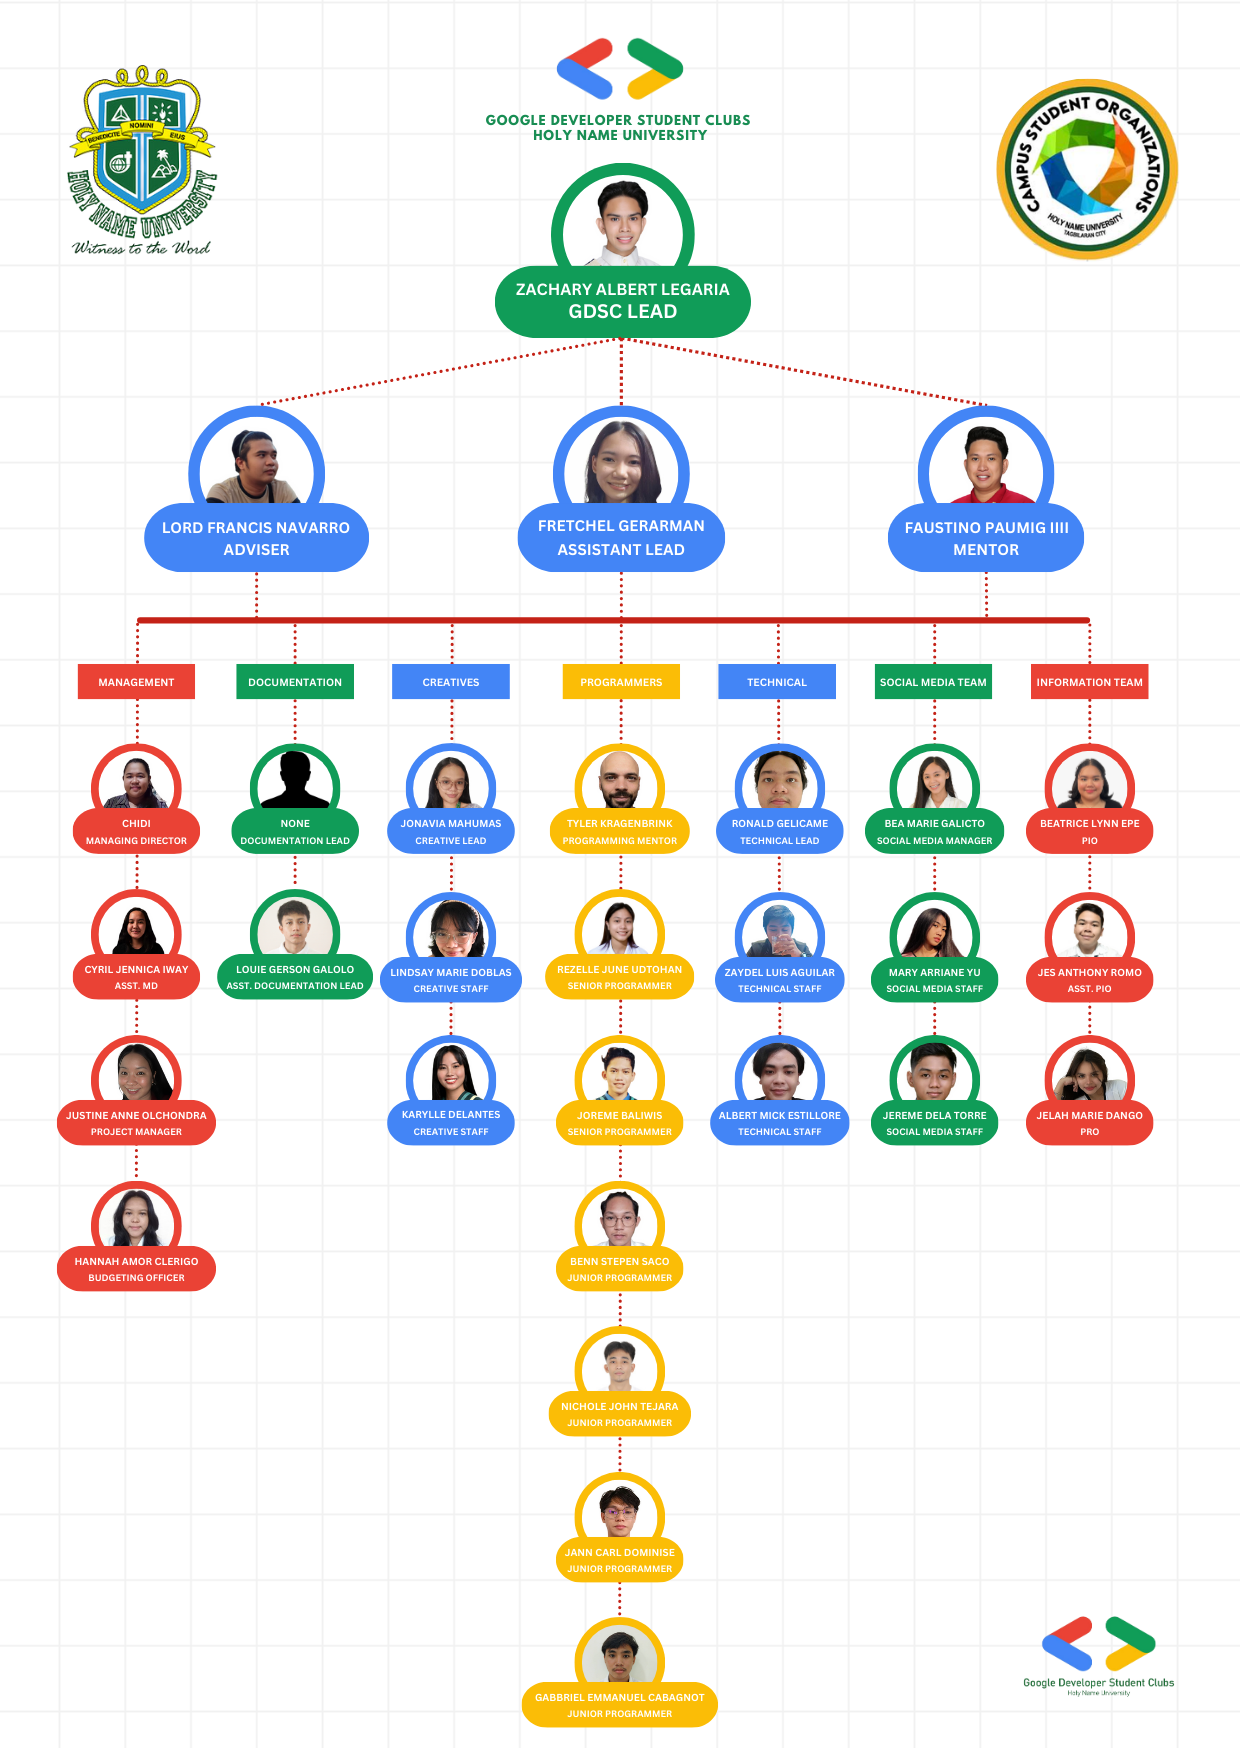 BENEDICITE NOMINI EIUS
HOLY NAME UNIVERSITY
Witness to the Word
GOOGLE DEVELOPER STUDENT CLUBS
HOLY NAME UNIVERSITY
CAMPUS STUDENT ORGANIZATIONS
HOLY NAME UNIVERSITY
TAGBILARAN CITY
ZACHARY ALBERT LEGARIA
GDSC LEAD
LORD FRANCIS NAVARRO
ADVISER
FRETCHEL GERARMAN
ASSISTANT LEAD
FAUSTINO PAUMIG IIII
MENTOR
MANAGEMENT
DOCUMENTATION
CREATIVES
PROGRAMMERS
TECHNICAL
SOCIAL MEDIA TEAM
INFORMATION TEAM
CHIDI
MANAGING DIRECTOR
NONE
DOCUMENTATION LEAD
JONAVIA MAHUMAS
CREATIVE LEAD
TYLER KRAGENBRINK
PROGRAMMING MENTOR
RONALD GELICAME
TECHNICAL LEAD
BEA MARIE GALICTO
SOCIAL MEDIA MANAGER
BEATRICE LYNN EPE
PIO
CYRIL JENNICA IWAY
ASST. MD
LOUIE GERSON GALOLO
ASST. DOCUMENTATION LEAD
LINDSAY MARIE DOBLAS
CREATIVE STAFF
REZELLE JUNE UDTOHAN
SENIOR PROGRAMMER
ZAYDEL LUIS AGUILAR
TECHNICAL STAFF
MARY ARRIANE YU
SOCIAL MEDIA STAFF
JES ANTHONY ROMO
ASST. PIO
JUSTINE ANNE OLCHONDRA
PROJECT MANAGER
KARYLLE DELANTES
CREATIVE STAFF
JOREME BALIWIS
SENIOR PROGRAMMER
ALBERT MICK ESTILLORE
TECHNICAL STAFF
JEREME DELA TORRE
SOCIAL MEDIA STAFF
JELAH MARIE DANGO
PRO
HANNAH AMOR CLERIGO
BUDGETING OFFICER
BENN STEPEN SACO
JUNIOR PROGRAMMER
NICHOLE JOHN TEJARA
JUNIOR PROGRAMMER
JANN CARL DOMINISE
JUNIOR PROGRAMMER
GABBRIEL EMMANUEL CABAGNOT
JUNIOR PROGRAMMER
Google Developer Student Clubs
Holy Name University